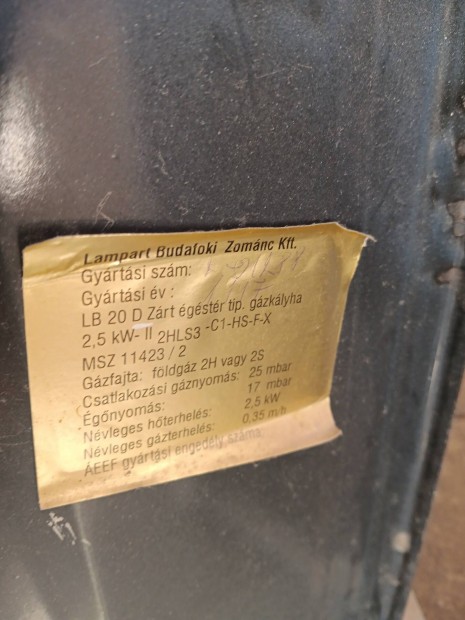 Lampart Budafoki Zománc Kft.
Gyártási szám:
Gyártási év :
LB 20 D Zárt égéstér tip. gázkályha
2,5 kW- II 2HLS3 -C1-HS-F-X
MSZ 11423 / 2
Gázfajta: földgáz 2H vagy 2S
Csatlakozási gáznyomás: 25 mbar
Égőnyomás: 17 mbar
Névleges hőterhelés: 2,5 kW
Névleges gázterhelés: 0,35 m/h
ÁEEF gyártási engedély száma: